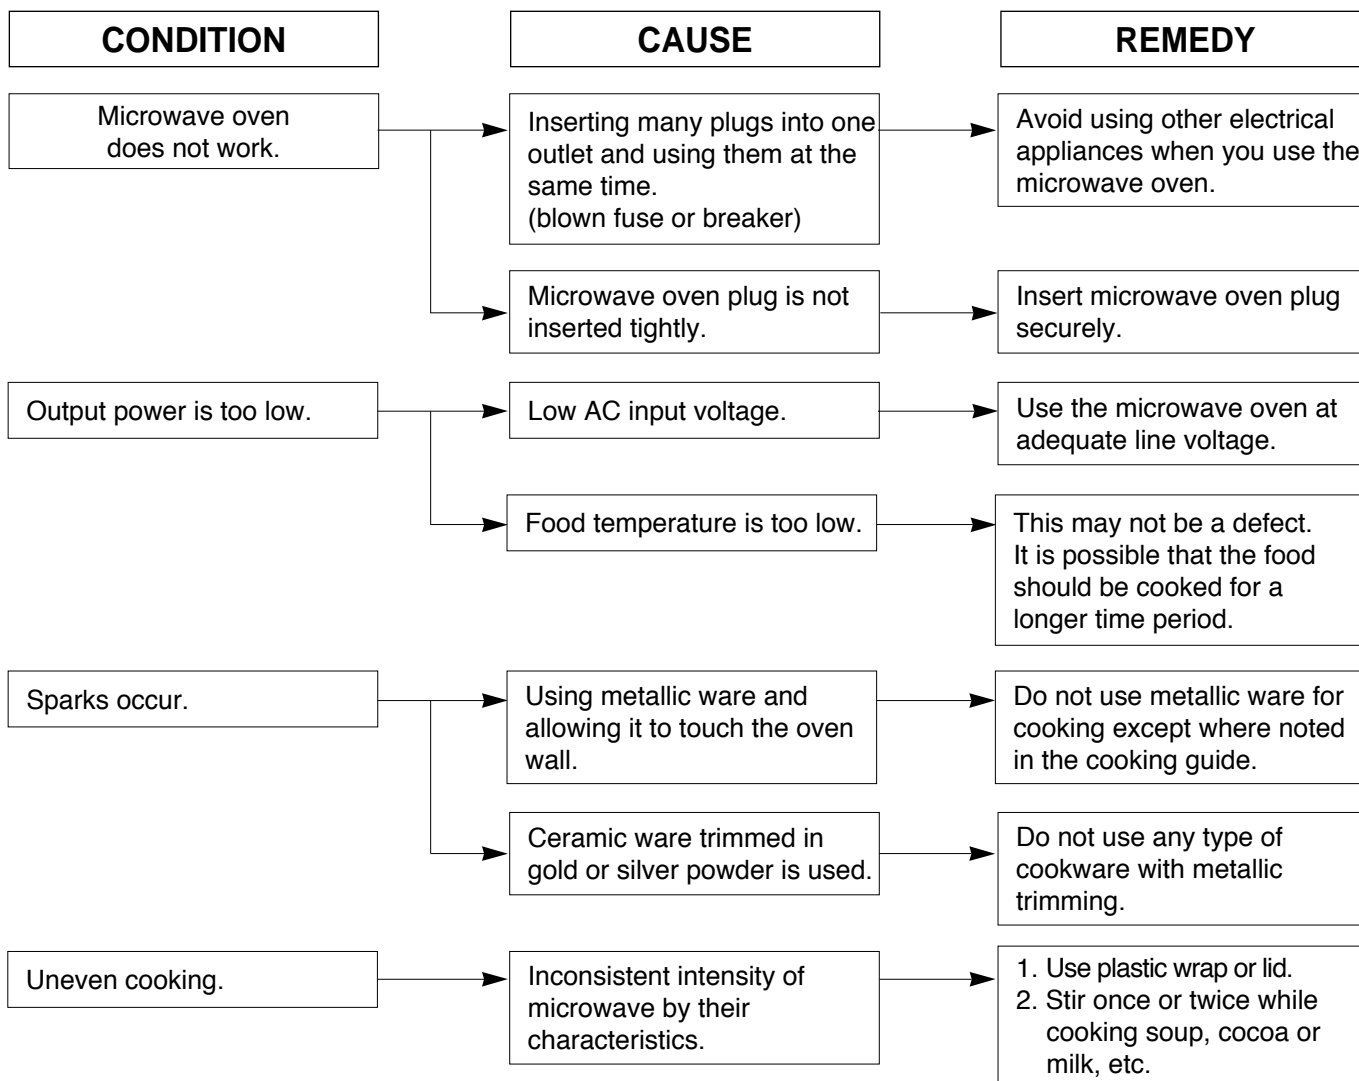 CONDITION
CAUSE
REMEDY
Microwave oven
does not work.
Inserting many plugs into one
outlet and using them at the
same time.
(blown fuse or breaker)
Avoid using other electrical
appliances when you use the
microwave oven.
Microwave oven plug is not
inserted tightly.
Insert microwave oven plug
securely.
Output power is too low.
Low AC input voltage.
Use the microwave oven at
adequate line voltage.
Food temperature is too low.
This may not be a defect.
It is possible that the food
should be cooked for a
longer time period.
Sparks occur.
Using metallic ware and
allowing it to touch the oven
wall.
Do not use metallic ware for
cooking except where noted
in the cooking guide.
Ceramic ware trimmed in
gold or silver powder is used.
Do not use any type of
cookware with metallic
trimming.
Uneven cooking.
Inconsistent intensity of
microwave by their
characteristics.
1. Use plastic wrap or lid.
2. Stir once or twice while
cooking soup, cocoa or
milk, etc.